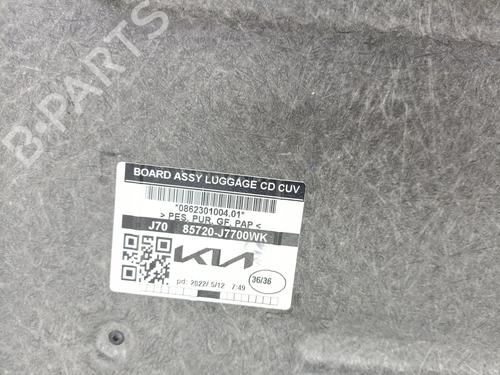 BOARD ASSY LUGGAGE CD CUV
*0862301004.01*
> PES, PUR, GF, PAP <
J70 85720-J7700WK
KIA
36/36
pd: 2022/ 5/12 7:49
B-Parts